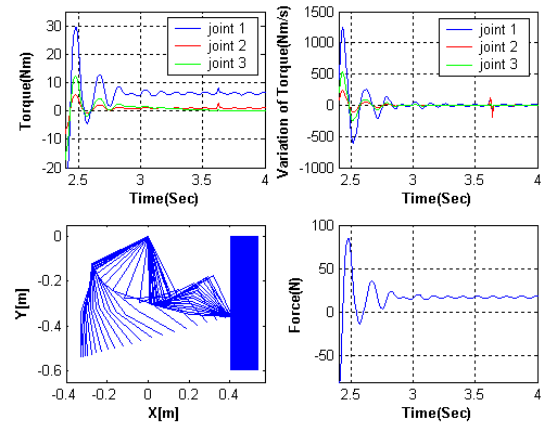 joint 1
joint 2
joint 3
Torque(Nm)
35
30
20
10
0
-10
-20
2.5
3
3.5
4
Time(Sec)
joint 1
joint 2
joint 3
Variation of Torque(Nm/s)
1500
1000
500
0
-500
-1000
2.5
3
3.5
4
Time(Sec)
Y[m]
0
-0.2
-0.4
-0.6
-0.4
-0.2
0
0.2
0.4
X[m]
Force(N)
100
50
0
-50
2.5
3
3.5
4
Time(Sec)